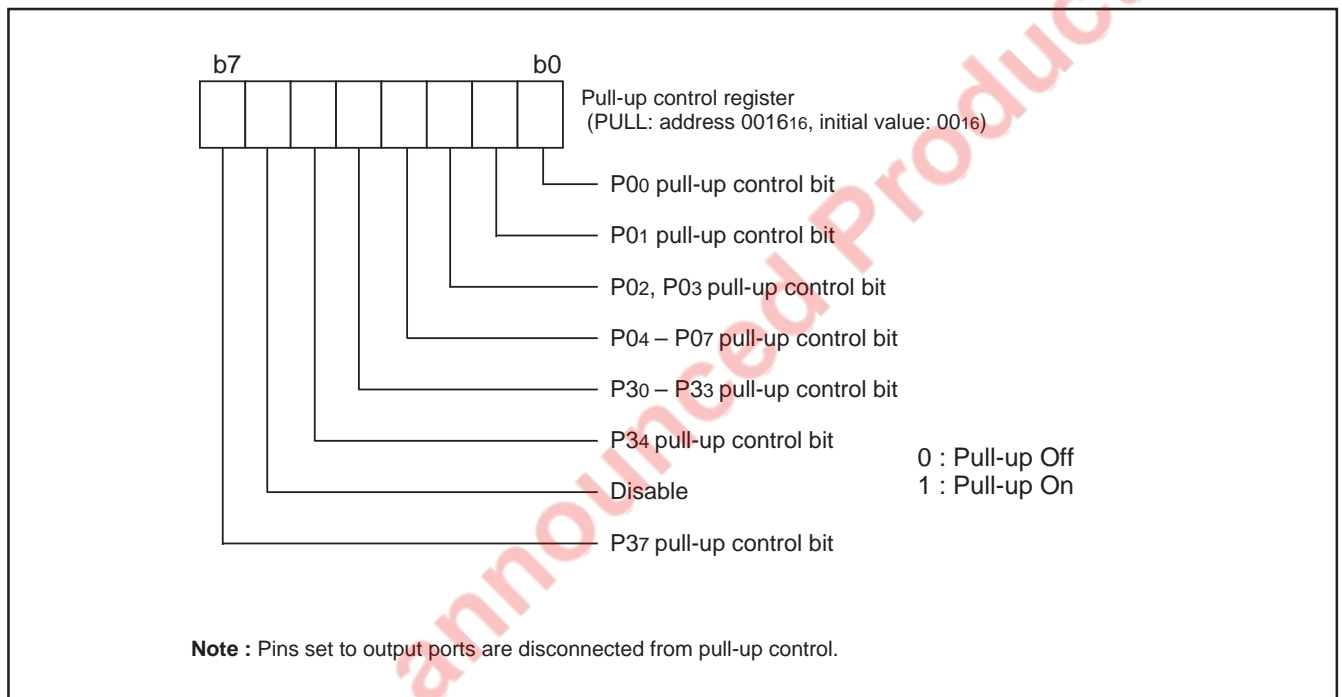 b7 b0
Pull-up control register
(PULL: address 001616, initial value: 0016)
P00 pull-up control bit
P01 pull-up control bit
P02, P03 pull-up control bit
P04 – P07 pull-up control bit
P30 – P33 pull-up control bit
P34 pull-up control bit
Disable
P37 pull-up control bit
0 : Pull-up Off
1 : Pull-up On
Note : Pins set to output ports are disconnected from pull-up control.
announced Produc